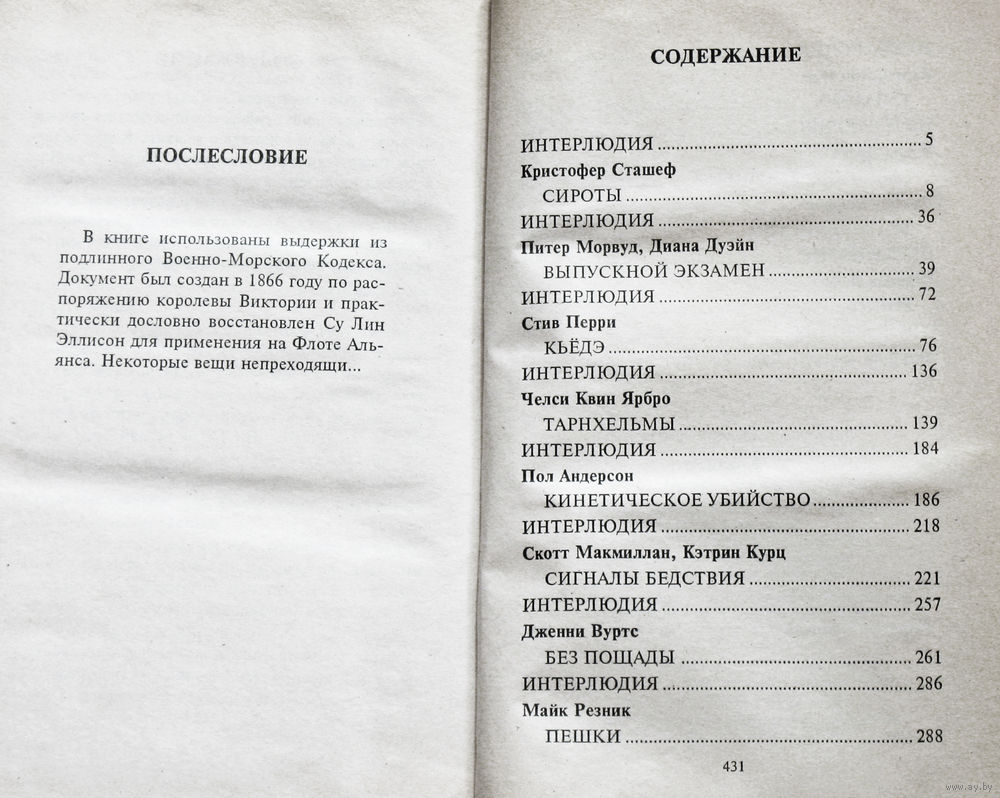 ПОСЛЕСЛОВИЕ
В книге использованы выдержки из
подлинного Военно-Морского Кодекса.
Документ был создан в 1866 году по рас-
поряжению королевы Виктории и прак-
тически дословно восстановлен Су Лин
Эллисон для применения на Флоте Аль-
янса. Некоторые вещи непреходящи...
СОДЕРЖАНИЕ
ИНТЕРЛЮДИЯ ........ 5
Кристофер Сташеф
СИРОТЫ ........ 8
ИНТЕРЛЮДИЯ ........ 36
Питер Морвуд, Диана Дуэйн
ВЫПУСКНОЙ ЭКЗАМЕН ........ 39
ИНТЕРЛЮДИЯ ........ 72
Стив Перри
КЬЁДЭ ........ 76
ИНТЕРЛЮДИЯ ........ 136
Челси Квин Ярбро
ТАРНХЕЛЬМЫ ........ 139
ИНТЕРЛЮДИЯ ........ 184
Пол Андерсон
КИНЕТИЧЕСКОЕ УБИЙСТВО ........ 186
ИНТЕРЛЮДИЯ ........ 218
Скотт Макмиллан, Кэтрин Курц
СИГНАЛЫ БЕДСТВИЯ ........ 221
ИНТЕРЛЮДИЯ ........ 257
Дженни Вуртс
БЕЗ ПОЩАДЫ ........ 261
ИНТЕРЛЮДИЯ ........ 286
Майк Резник
ПЕШКИ ........ 288
431
www.ay.by